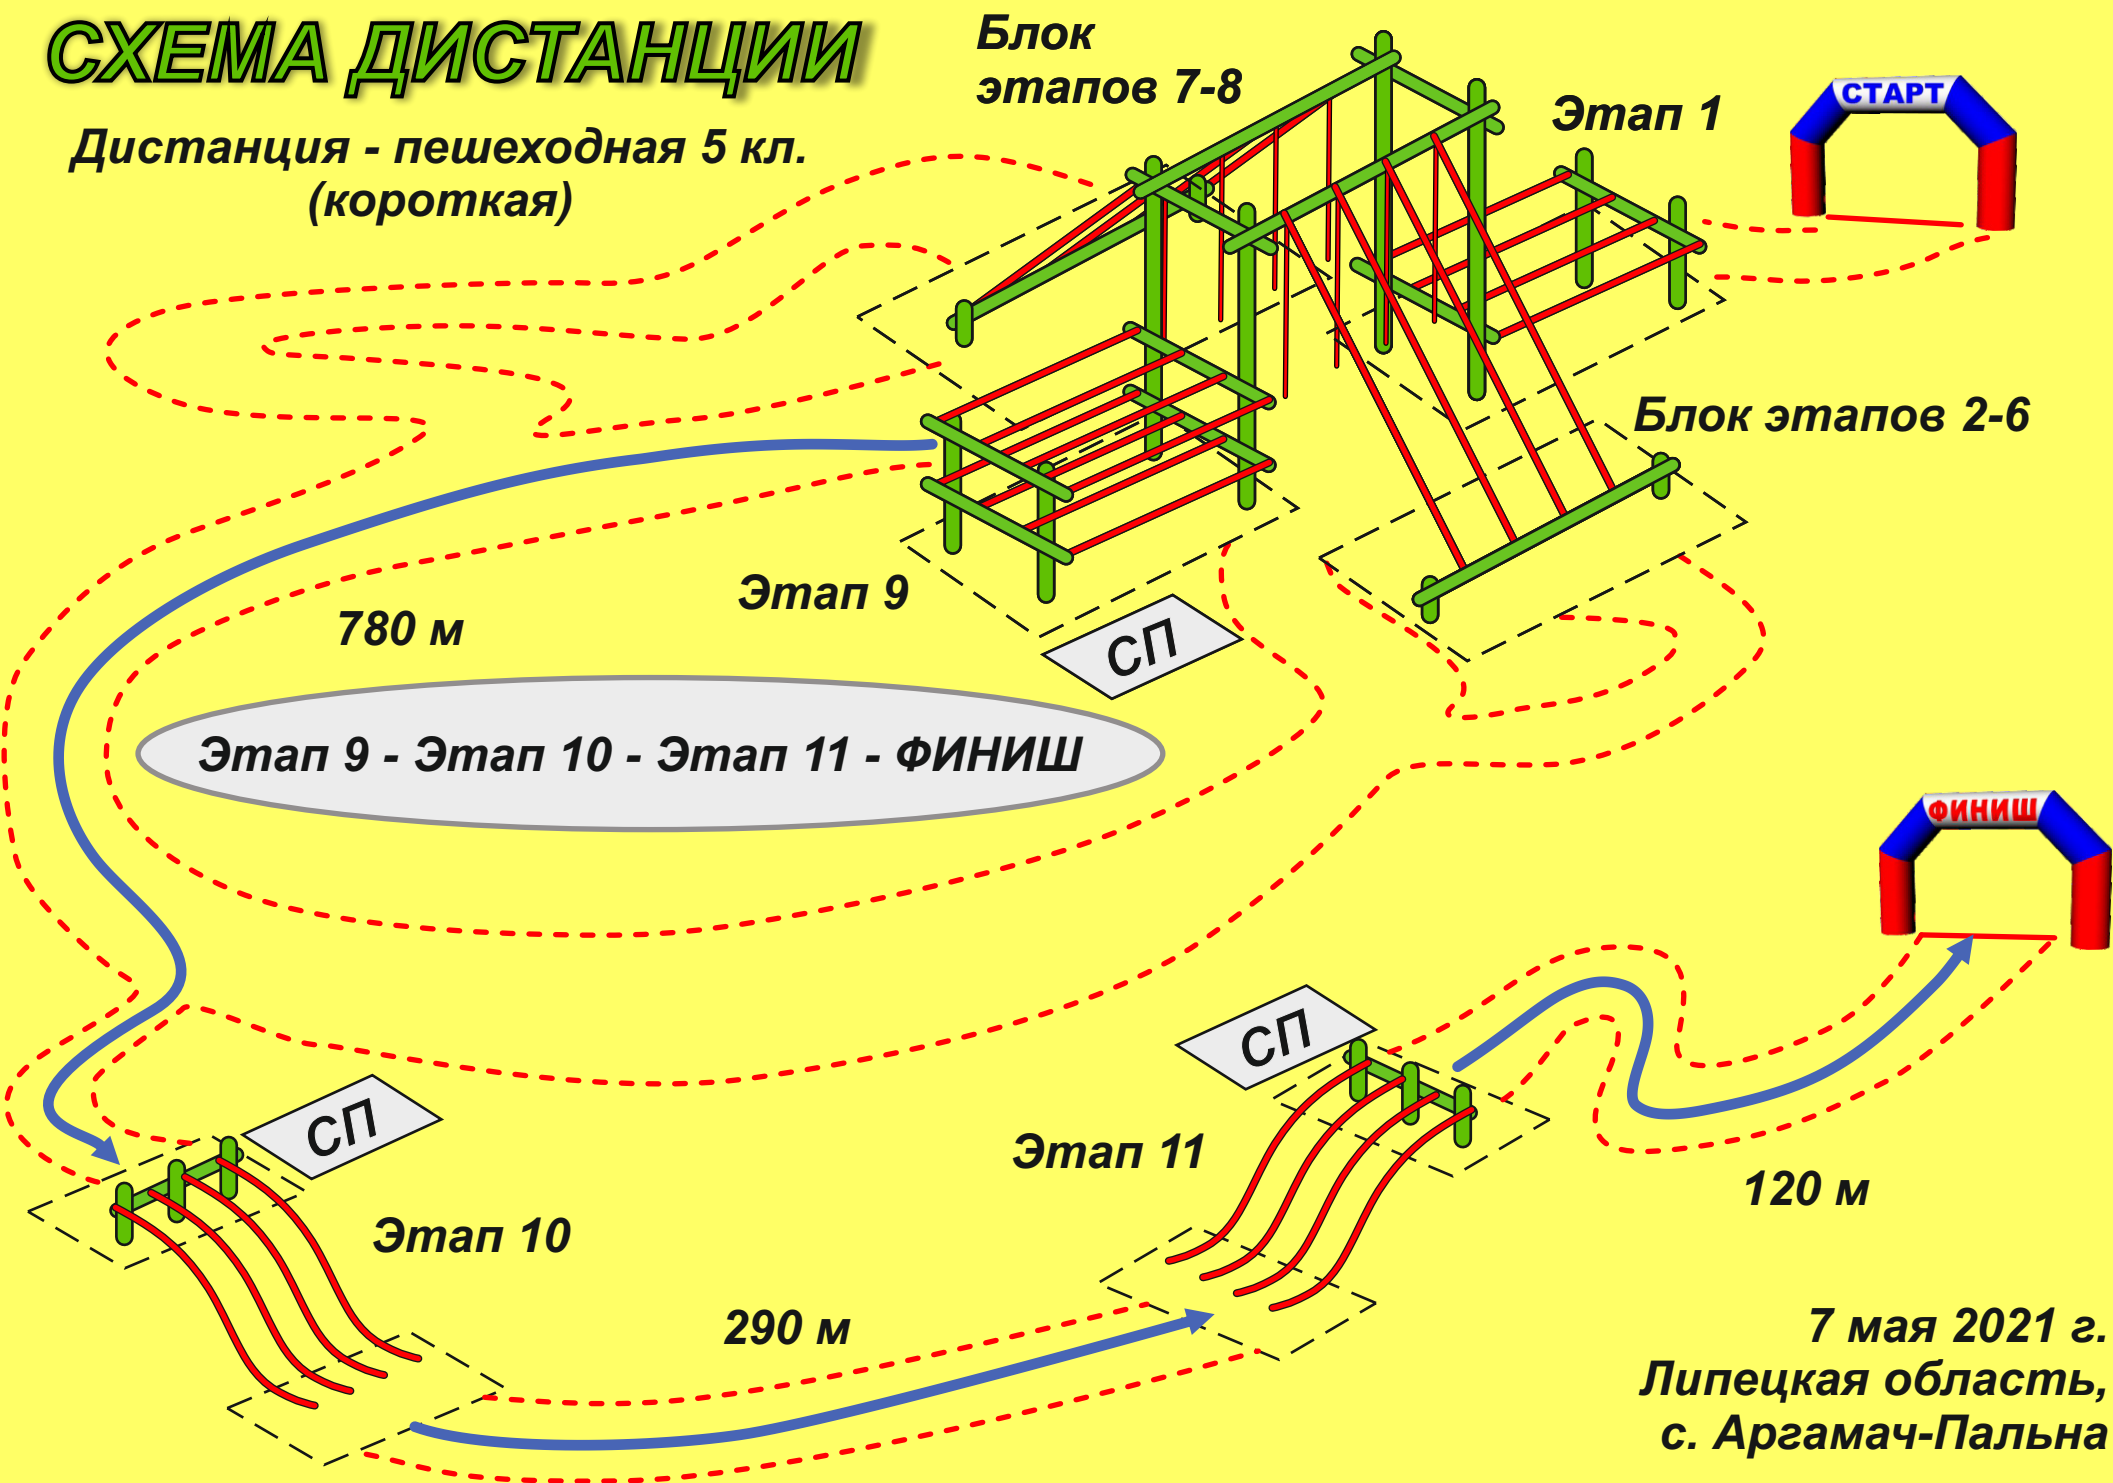 СХЕМА ДИСТАНЦИИ
Дистанция - пешеходная 5 кл.
(короткая)
Блок
этапов 7-8
Этап 1
СТАРТ
Блок этапов 2-6
Этап 9
СП
780 м
Этап 9 - Этап 10 - Этап 11 - ФИНИШ
ФИНИШ
СП
СП
Этап 10
Этап 11
120 м
290 м
7 мая 2021 г.
Липецкая область,
с. Аргамач-Пальна